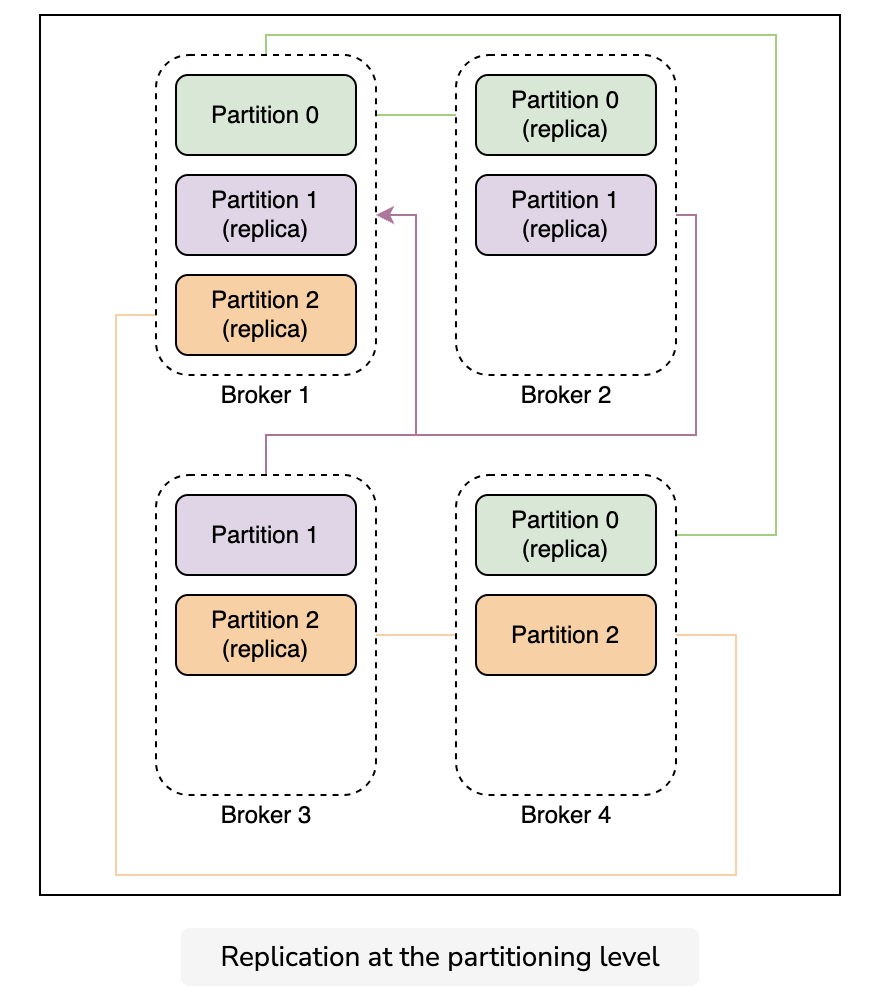 Partition 0
Partition 1
(replica)
Partition 2
(replica)
Broker 1
Partition 0
(replica)
Partition 1
(replica)
Broker 2
Partition 1
Partition 2
(replica)
Broker 3
Partition 0
(replica)
Partition 2
Broker 4
Replication at the partitioning level